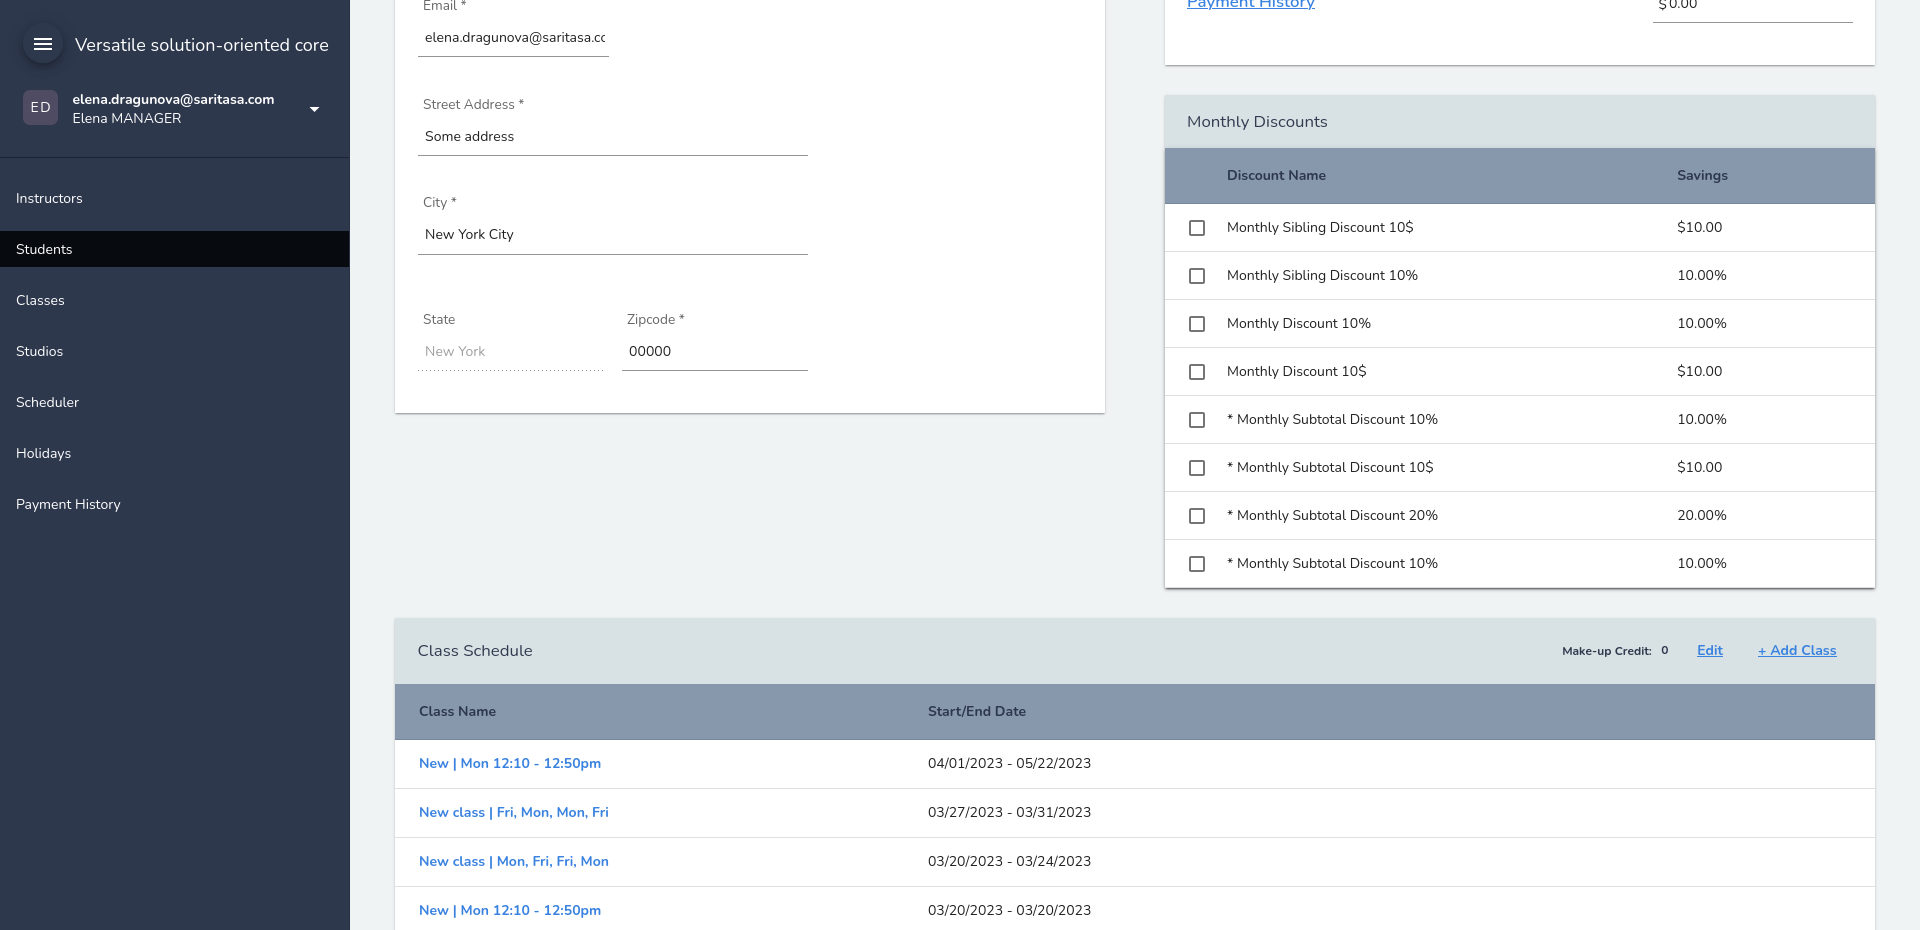 Versatile solution-oriented core
ED
elena.dragunova@saritasa.com
Elena MANAGER
Instructors
Students
Classes
Studios
Scheduler
Holidays
Payment History
Email *
elena.dragunova@saritasa.cc
Street Address *
Some address
City *
New York City
State
Zipcode *
New York
00000
Payment History
$ 0.00
Monthly Discounts
Discount Name Savings
Monthly Sibling Discount 10$ $10.00
Monthly Sibling Discount 10% 10.00%
Monthly Discount 10% 10.00%
Monthly Discount 10$ $10.00
* Monthly Subtotal Discount 10% 10.00%
* Monthly Subtotal Discount 10$ $10.00
* Monthly Subtotal Discount 20% 20.00%
* Monthly Subtotal Discount 10% 10.00%
Class Schedule Make-up Credit: 0 Edit + Add Class
Class Name Start/End Date
New | Mon 12:10 - 12:50pm 04/01/2023 - 05/22/2023
New class | Fri, Mon, Mon, Fri 03/27/2023 - 03/31/2023
New class | Mon, Fri, Fri, Mon 03/20/2023 - 03/24/2023
New | Mon 12:10 - 12:50pm 03/20/2023 - 03/20/2023